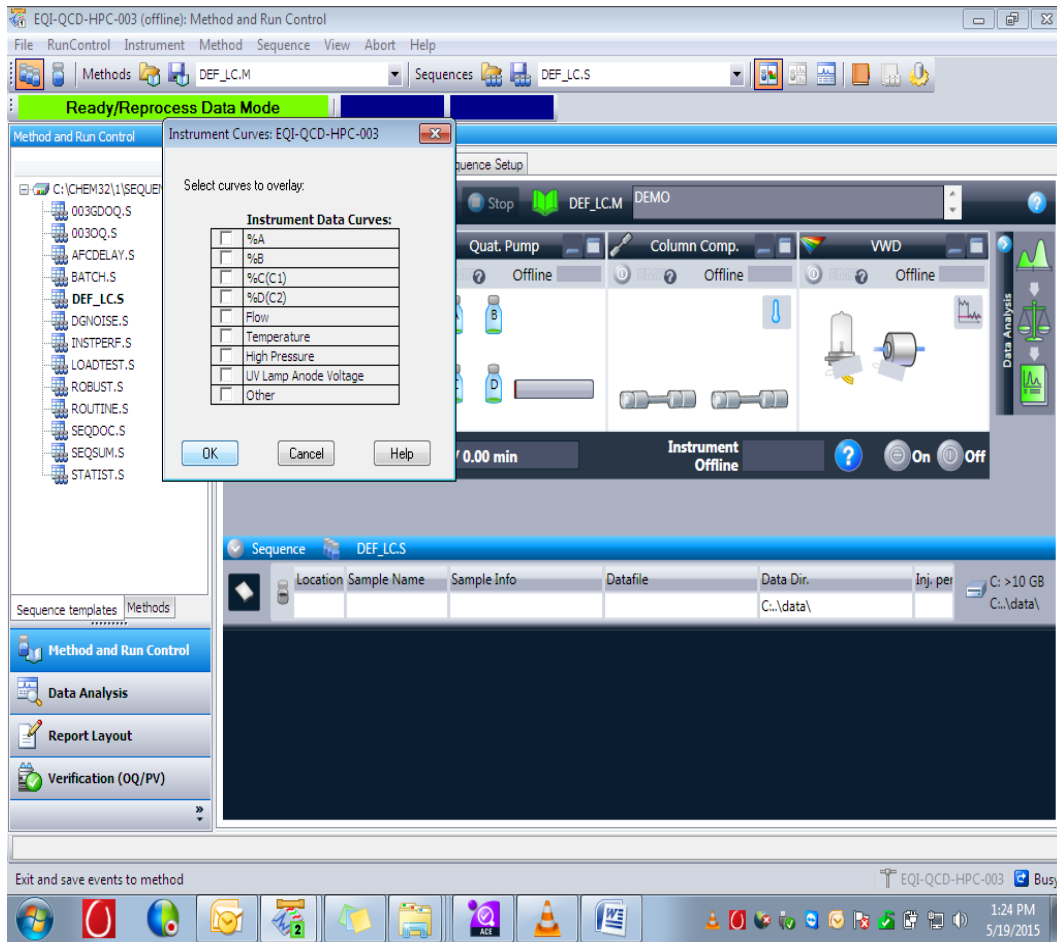 EQI-QCD-HPC-003 (offline): Method and Run Control
File RunControl Instrument Method Sequence View Abort Help
Methods DEF_LC.M Sequences DEF_LC.S
Ready/Reprocess Data Mode
Method and Run Control
Instrument Curves: EQI-QCD-HPC-003
Select curves to overlay:
Instrument Data Curves:
%A
%B
%C(C1)
%D(C2)
Flow
Temperature
High Pressure
UV Lamp Anode Voltage
Other
OK Cancel Help
C:\CHEM32\1\SEQUEN
003GDOQ.S
003OQ.S
AFCDELAY.S
BATCH.S
DEF_LC.S
DGNOISE.S
INSTPERF.S
LOADTEST.S
ROBUST.S
ROUTINE.S
SEQDOC.S
SEQSUM.S
STATIST.S
Sequence templates Methods
Method and Run Control
Data Analysis
Report Layout
Verification (OQ/PV)
quence Setup
Stop DEF_LC.M DEMO
Quat. Pump Column Comp. VWD
Offline Offline Offline
B
D
Data Analysis
/ 0.00 min
Instrument
Offline
On Off
Sequence DEF_LC.S
Location Sample Name Sample Info Datafile Data Dir. Inj. per
C:..\data\
C: >10 GB
C:..\data\
Exit and save events to method
EQI-QCD-HPC-003 Busy
2
ACE
1:24 PM
5/19/2015